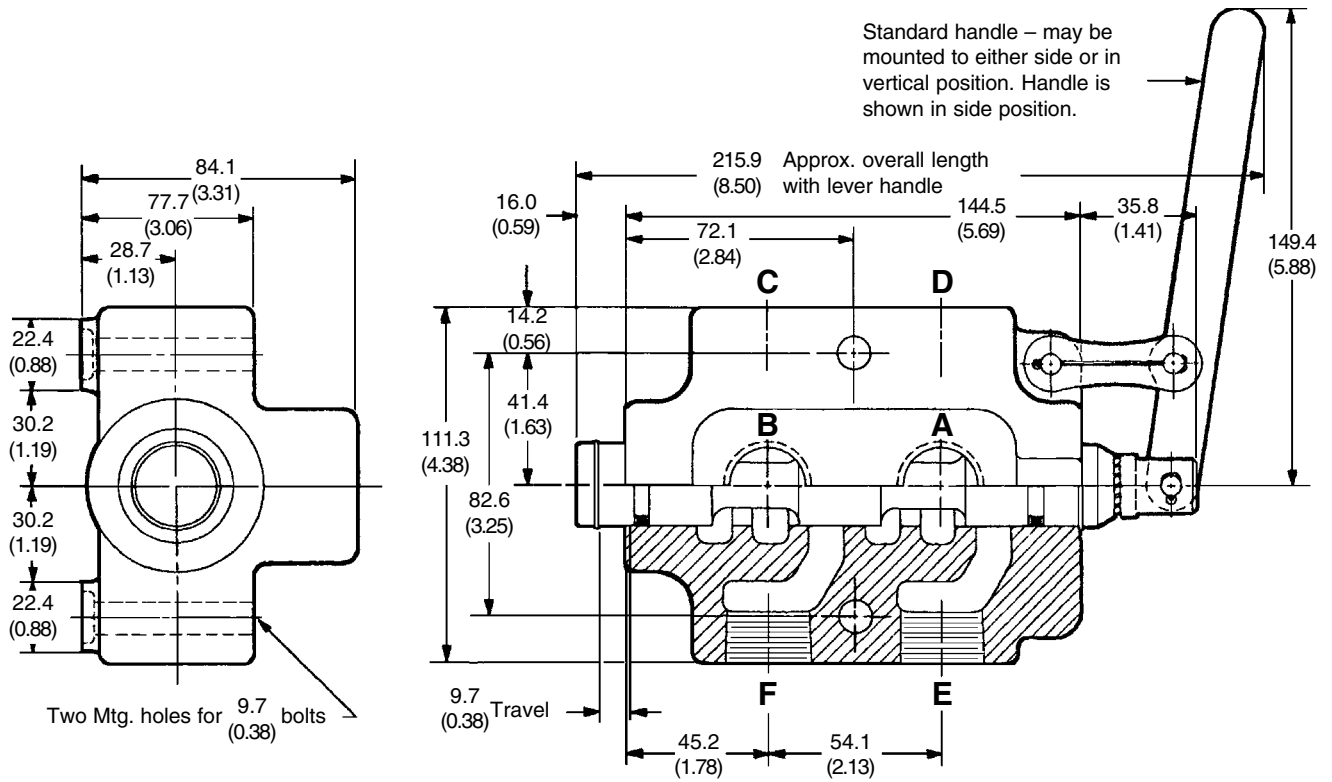 Standard handle – may be
mounted to either side or in
vertical position. Handle is
shown in side position.
84.1
(3.31)
77.7
(3.06)
28.7
(1.13)
22.4
(0.88)
30.2
(1.19)
30.2
(1.19)
22.4
(0.88)
Two Mtg. holes for 9.7 bolts
(0.38)
215.9 Approx. overall length
(8.50) with lever handle
16.0
(0.59)
144.5
(5.69)
35.8
(1.41)
72.1
(2.84)
149.4
(5.88)
C
D
14.2
(0.56)
41.4
(1.63)
111.3
(4.38)
82.6
(3.25)
B
A
F
E
9.7 Travel
(0.38)
45.2
(1.78)
54.1
(2.13)